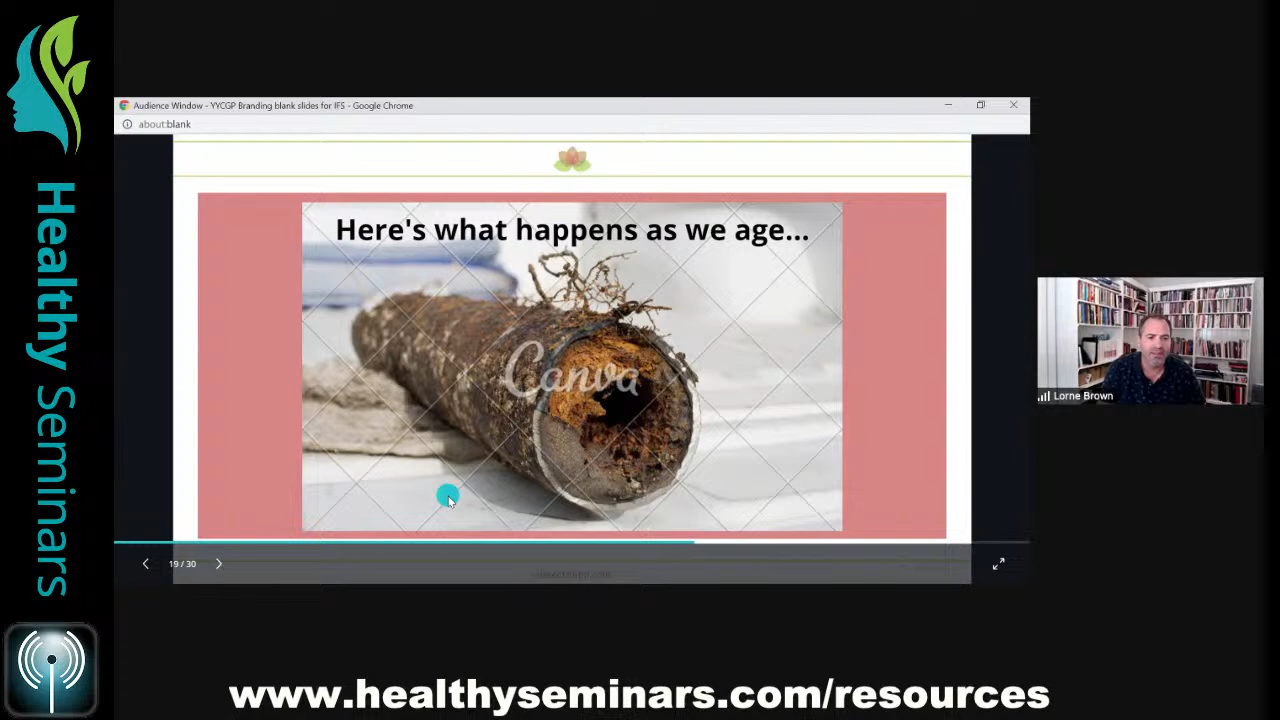 Healthy Seminars
Audience Window - YYCGP Branding blank slides for IFS - Google Chrome
about:blank
Here's what happens as we age...
Canva
Lorne Brown
19 / 30
www.healthyseminars.com/resources